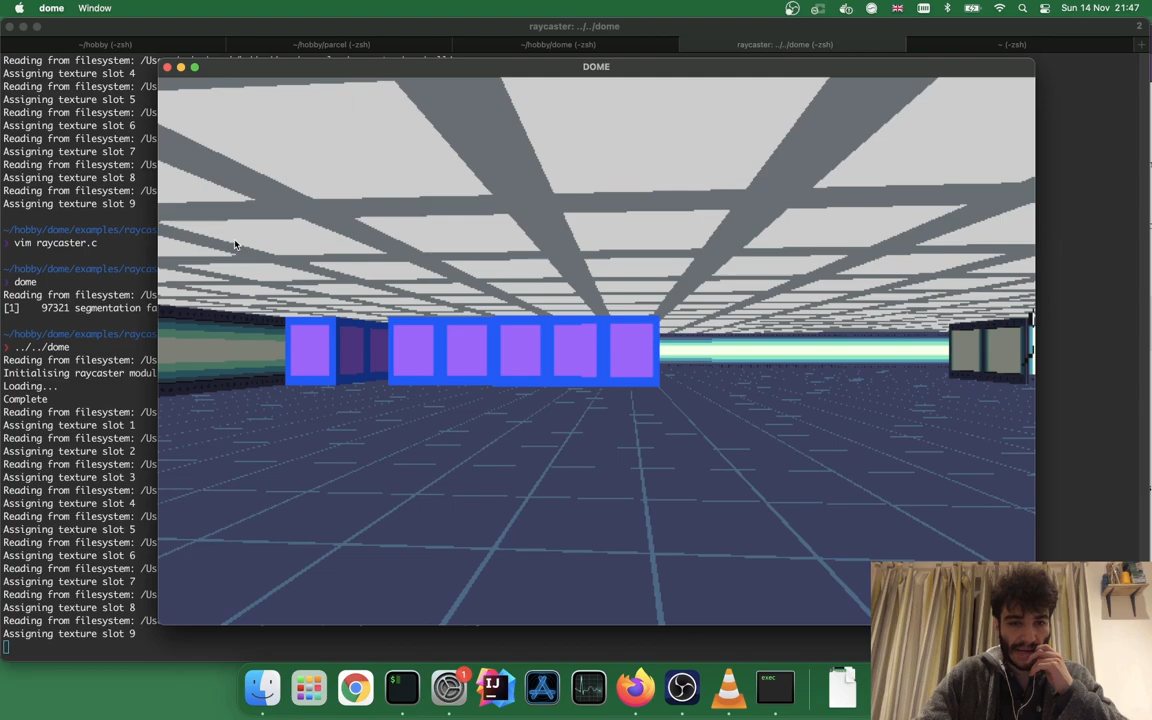 dome Window
Sun 14 Nov 21:47
raycaster: ../../dome
2
~/hobby (-zsh)
~/hobby/parcel (-zsh)
~/hobby/dome (-zsh)
raycaster: ../../dome (-zsh)
~ (-zsh)
DOME
Reading from filesystem: /Us
Assigning texture slot 4
Reading from filesystem: /Us
Assigning texture slot 5
Reading from filesystem: /Us
Assigning texture slot 6
Reading from filesystem: /Us
Assigning texture slot 7
Reading from filesystem: /Us
Assigning texture slot 8
Reading from filesystem: /Us
Assigning texture slot 9
~/hobby/dome/examples/raycas
❯ vim raycaster.c
~/hobby/dome/examples/raycas
❯ dome
Reading from filesystem: /Us
[1] 97321 segmentation fa
~/hobby/dome/examples/raycas
❯ ../../dome
Reading from filesystem: /Us
Initialising raycaster modul
Loading...
Complete
Reading from filesystem: /Us
Assigning texture slot 1
Reading from filesystem: /Us
Assigning texture slot 2
Reading from filesystem: /Us
Assigning texture slot 3
Reading from filesystem: /Us
Assigning texture slot 4
Reading from filesystem: /Us
Assigning texture slot 5
Reading from filesystem: /Us
Assigning texture slot 6
Reading from filesystem: /Us
Assigning texture slot 7
Reading from filesystem: /Us
Assigning texture slot 8
Reading from filesystem: /Us
Assigning texture slot 9
1
IJ
exec